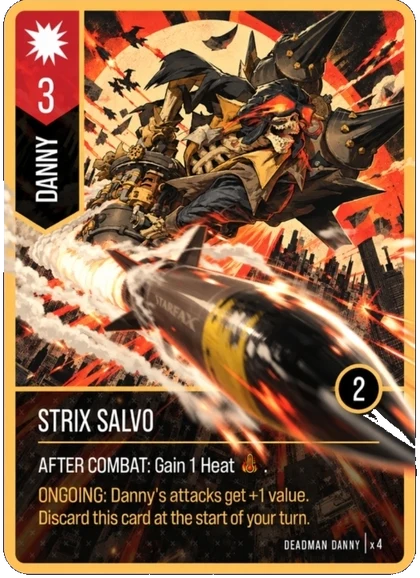 3
DANNY
STARFAX
2
STRIX SALVO
AFTER COMBAT: Gain 1 Heat .
ONGOING: Danny's attacks get +1 value.
Discard this card at the start of your turn.
DEADMAN DANNY | x4